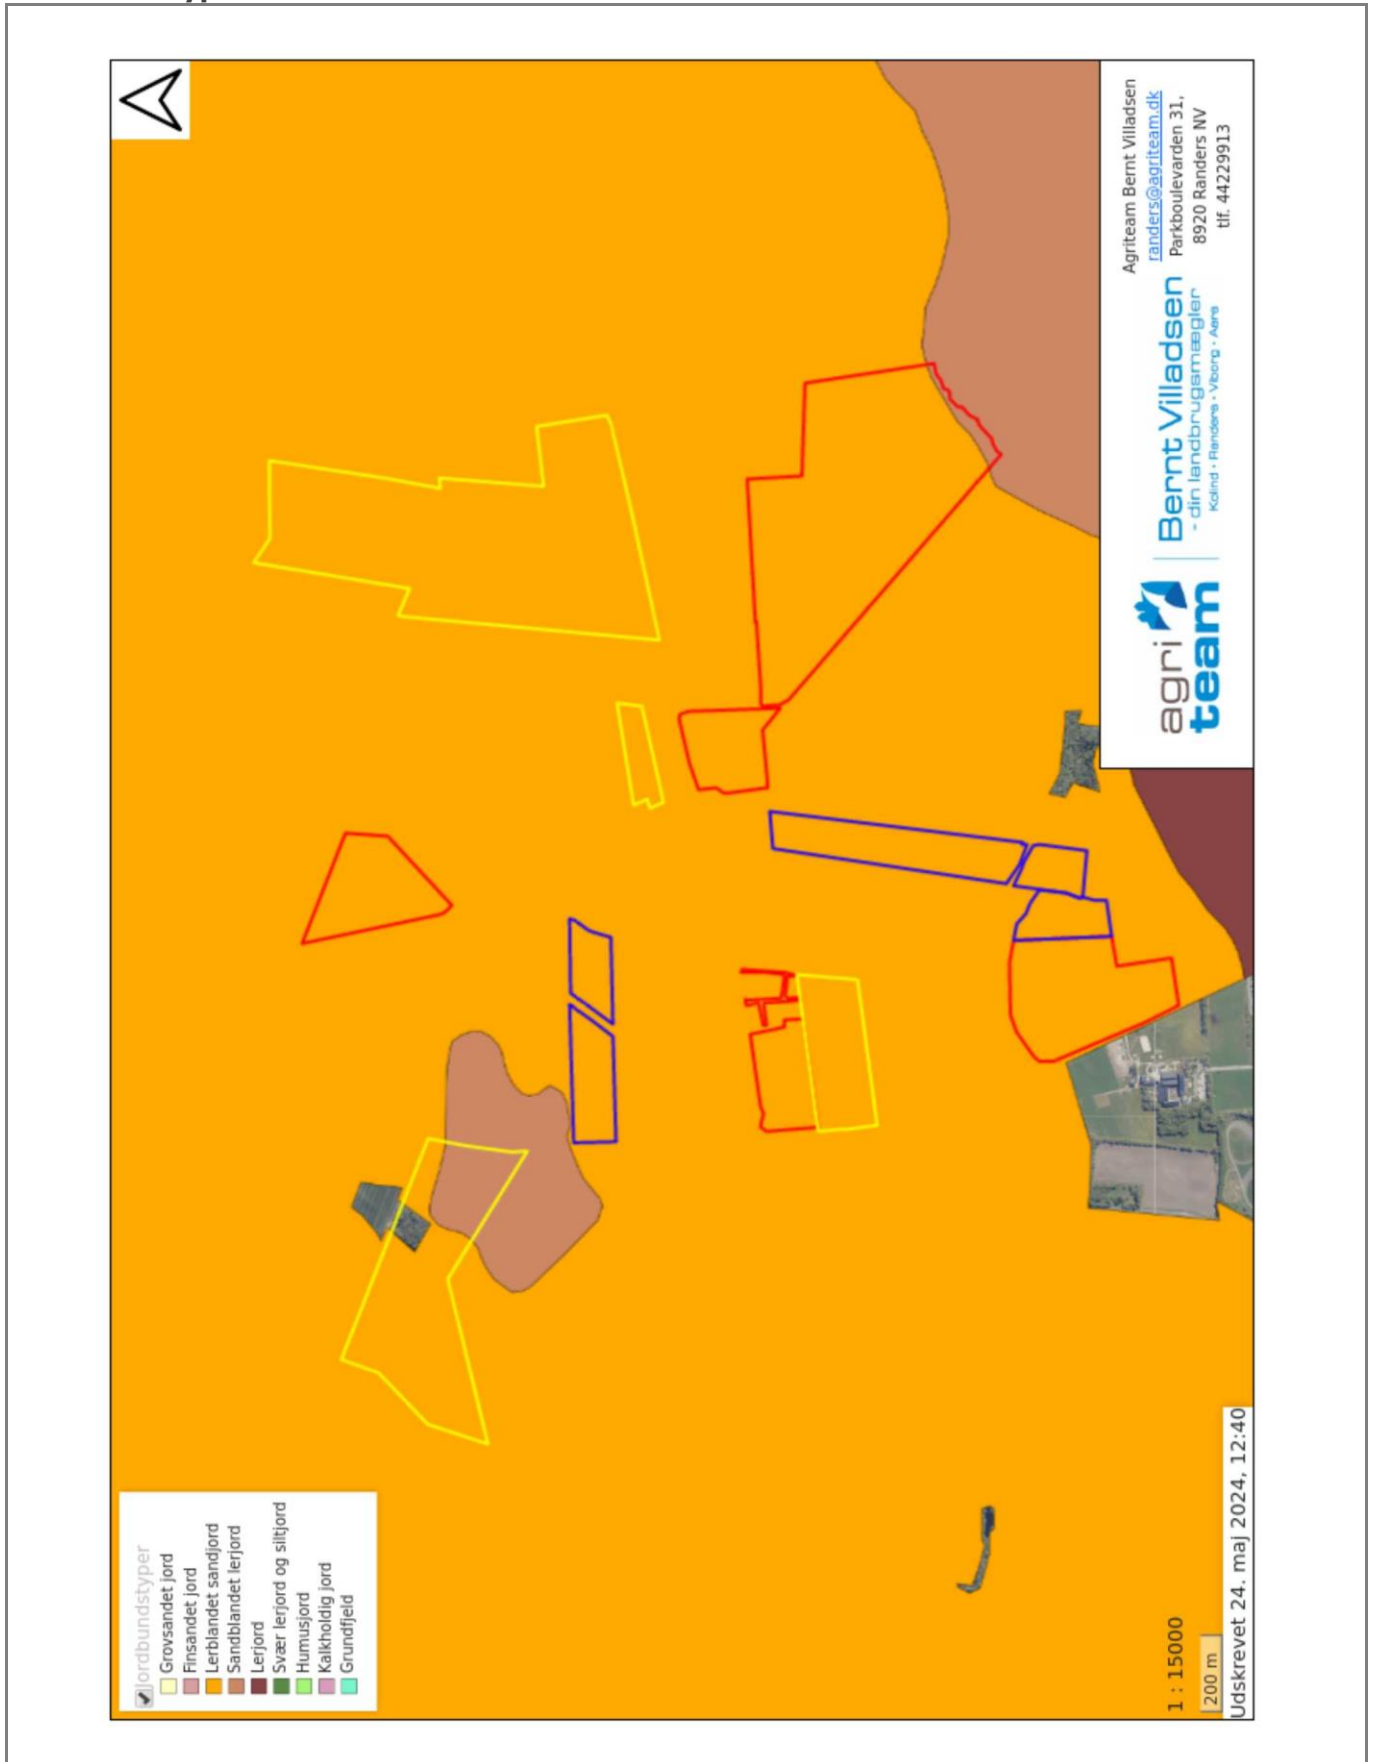 Jordbundstyper
Grovsandet jord
Finsandet jord
Lerblandet sandjord
Sandblandet lerjord
Lerjord
Svær lerjord og siltjord
Humusjord
Kalkholdig jord
Grundfjeld
1 : 15000
200 m
Udskrevet 24. maj 2024, 12:40
agri
team
Bernt Villadsen
- din landbrugsmægler
Kolind • Randers • Viborg • Aars
Agriteam Bernt Villadsen
randers@agriteam.dk
Parkboulevarden 31,
8920 Randers NV
tlf. 44229913